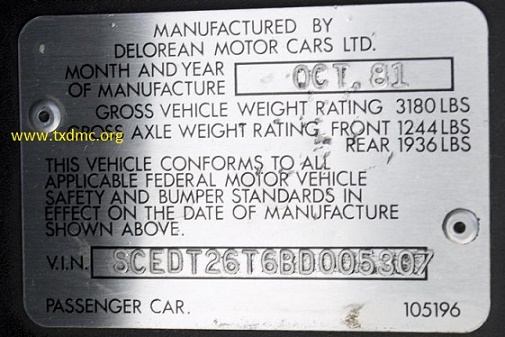 MANUFACTURED BY
DELOREAN MOTOR CARS LTD.
MONTH AND YEAR
OF MANUFACTURE OCT. 81
GROSS VEHICLE WEIGHT RATING 3180 LBS
www.txdmc.org
GROSS AXLE WEIGHT RATING FRONT 1244 LBS
REAR 1936 LBS
THIS VEHICLE CONFORMS TO ALL
APPLICABLE FEDERAL MOTOR VEHICLE
SAFETY AND BUMPER STANDARDS IN
EFFECT ON THE DATE OF MANUFACTURE
SHOWN ABOVE.
V.I.N. SCEDT26T6BD005307
PASSENGER CAR. 105196